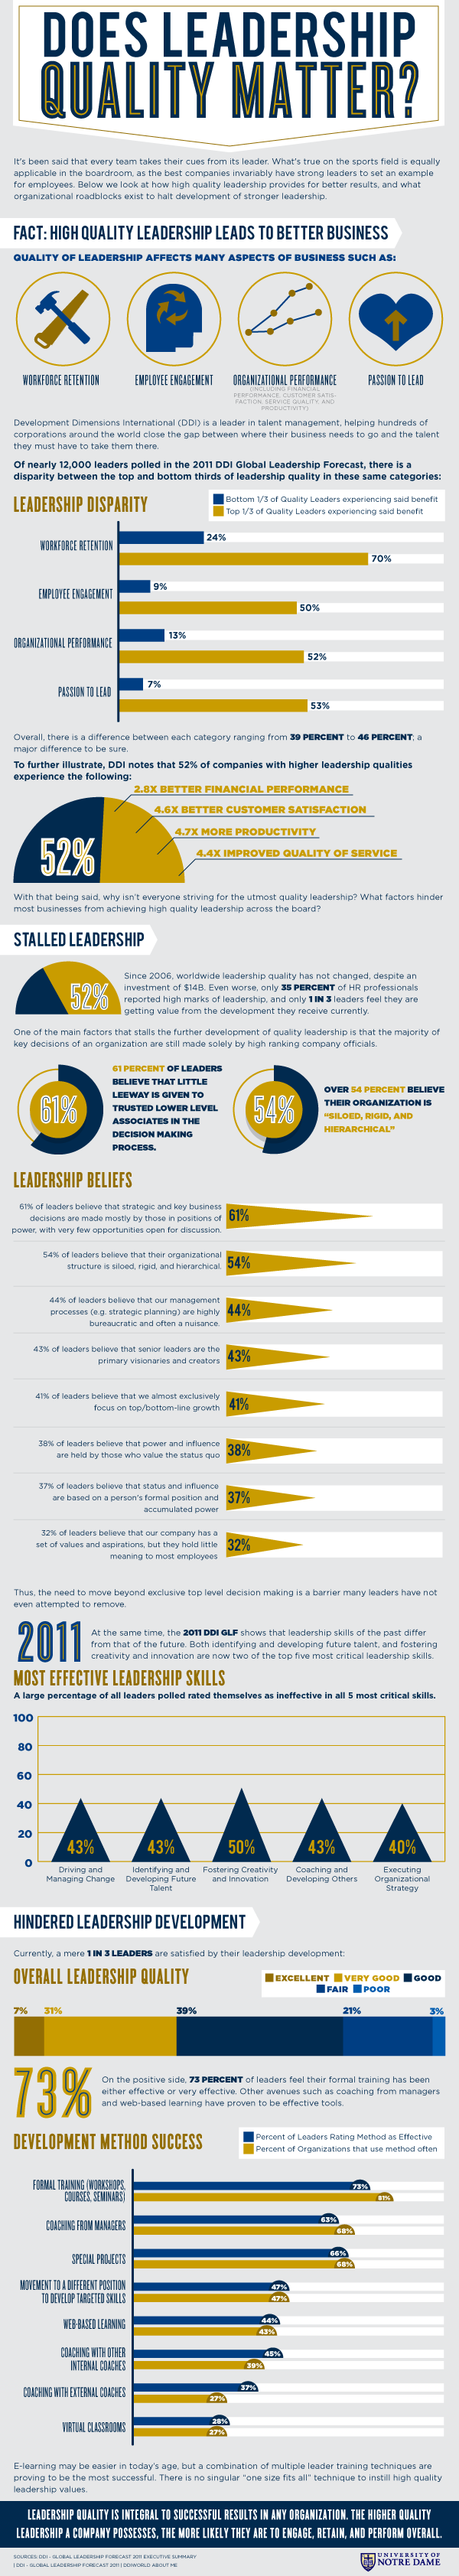 DOES LEADERSHIP
QUALITY MATTER?
It's been said that every team takes their cues from its leader. What's true on the sports field is equally
applicable in the boardroom, as the best companies invariably have strong leaders to set an example
for employees. Below we look at how high quality leadership provides for better results, and what
organizational roadblocks exist to halt development of stronger leadership.
FACT: HIGH QUALITY LEADERSHIP LEADS TO BETTER BUSINESS
QUALITY OF LEADERSHIP AFFECTS MANY ASPECTS OF BUSINESS SUCH AS:
WORKFORCE RETENTION
EMPLOYEE ENGAGEMENT
ORGANIZATIONAL PERFORMANCE
(INCLUDING FINANCIAL
PERFORMANCE, CUSTOMER SATIS-
FACTION, SERVICE QUALITY, AND
PRODUCTIVITY)
PASSION TO LEAD
Development Dimensions International (DDI) is a leader in talent management, helping hundreds of
corporations around the world close the gap between where their business needs to go and the talent
they must have to take them there.
Of nearly 12,000 leaders polled in the 2011 DDI Global Leadership Forecast, there is a
disparity between the top and bottom thirds of leadership quality in these same categories:
LEADERSHIP DISPARITY
Bottom 1/3 of Quality Leaders experiencing said benefit
Top 1/3 of Quality Leaders experiencing said benefit
WORKFORCE RETENTION
24%
70%
EMPLOYEE ENGAGEMENT
9%
50%
ORGANIZATIONAL PERFORMANCE
13%
52%
PASSION TO LEAD
7%
53%
Overall, there is a difference between each category ranging from 39 PERCENT to 46 PERCENT; a
major difference to be sure.
To further illustrate, DDI notes that 52% of companies with higher leadership qualities
experience the following:
2.8X BETTER FINANCIAL PERFORMANCE
4.6X BETTER CUSTOMER SATISFACTION
4.7X MORE PRODUCTIVITY
4.4X IMPROVED QUALITY OF SERVICE
52%
With that being said, why isn't everyone striving for the utmost quality leadership? What factors hinder
most businesses from achieving high quality leadership across the board?
STALLED LEADERSHIP
52%
Since 2006, worldwide leadership quality has not changed, despite an
investment of $14B. Even worse, only 35 PERCENT of HR professionals
reported high marks of leadership, and only 1 IN 3 leaders feel they are
getting value from the development they receive currently.
One of the main factors that stalls the further development of quality leadership is that the majority of
key decisions of an organization are still made solely by high ranking company officials.
61%
61 PERCENT OF LEADERS
BELIEVE THAT LITTLE
LEEWAY IS GIVEN TO
TRUSTED LOWER LEVEL
ASSOCIATES IN THE
DECISION MAKING
PROCESS.
54%
OVER 54 PERCENT BELIEVE
THEIR ORGANIZATION IS
"SILOED, RIGID, AND
HIERARCHICAL"
LEADERSHIP BELIEFS
61% of leaders believe that strategic and key business
decisions are made mostly by those in positions of
power, with very few opportunities open for discussion.
61%
54% of leaders believe that their organizational
structure is siloed, rigid, and hierarchical.
54%
44% of leaders believe that our management
processes (e.g. strategic planning) are highly
bureaucratic and often a nuisance.
44%
43% of leaders believe that senior leaders are the
primary visionaries and creators
43%
41% of leaders believe that we almost exclusively
focus on top/bottom-line growth
41%
38% of leaders believe that power and influence
are held by those who value the status quo
38%
37% of leaders believe that status and influence
are based on a person's formal position and
accumulated power
37%
32% of leaders believe that our company has a
set of values and aspirations, but they hold little
meaning to most employees
32%
Thus, the need to move beyond exclusive top level decision making is a barrier many leaders have not
even attempted to remove.
2011
At the same time, the 2011 DDI GLF shows that leadership skills of the past differ
from that of the future. Both identifying and developing future talent, and fostering
creativity and innovation are now two of the top five most critical leadership skills.
MOST EFFECTIVE LEADERSHIP SKILLS
A large percentage of all leaders polled rated themselves as ineffective in all 5 most critical skills.
100
80
60
40
20
0
43%
43%
50%
43%
40%
Driving and
Managing Change
Identifying and
Developing Future
Talent
Fostering Creativity
and Innovation
Coaching and
Developing Others
Executing
Organizational
Strategy
HINDERED LEADERSHIP DEVELOPMENT
Currently, a mere 1 IN 3 LEADERS are satisfied by their leadership development:
OVERALL LEADERSHIP QUALITY
EXCELLENT VERY GOOD GOOD
FAIR POOR
7% 31% 39% 21% 3%
73%
On the positive side, 73 PERCENT of leaders feel their formal training has been
either effective or very effective. Other avenues such as coaching from managers
and web-based learning have proven to be effective tools.
DEVELOPMENT METHOD SUCCESS
Percent of Leaders Rating Method as Effective
Percent of Organizations that use method often
FORMAL TRAINING (WORKSHOPS,
COURSES, SEMINARS)
73%
81%
COACHING FROM MANAGERS
63%
68%
SPECIAL PROJECTS
66%
68%
MOVEMENT TO A DIFFERENT POSITION
TO DEVELOP TARGETED SKILLS
47%
47%
WEB-BASED LEARNING
44%
43%
COACHING WITH OTHER
INTERNAL COACHES
45%
39%
COACHING WITH EXTERNAL COACHES
37%
27%
VIRTUAL CLASSROOMS
28%
27%
E-learning may be easier in today's age, but a combination of multiple leader training techniques are
proving to be the most successful. There is no singular "one size fits all" technique to instill high quality
leadership values.
LEADERSHIP QUALITY IS INTEGRAL TO SUCCESSFUL RESULTS IN ANY ORGANIZATION. THE HIGHER QUALITY
LEADERSHIP A COMPANY POSSESSES, THE MORE LIKELY THEY ARE TO ENGAGE, RETAIN, AND PERFORM OVERALL.
SOURCES: DDI - GLOBAL LEADERSHIP FORECAST 2011 EXECUTIVE SUMMARY
| DDI - GLOBAL LEADERSHIP FORECAST 2011 | DDIWORLD ABOUT ME
UNIVERSITY OF
NOTRE DAME